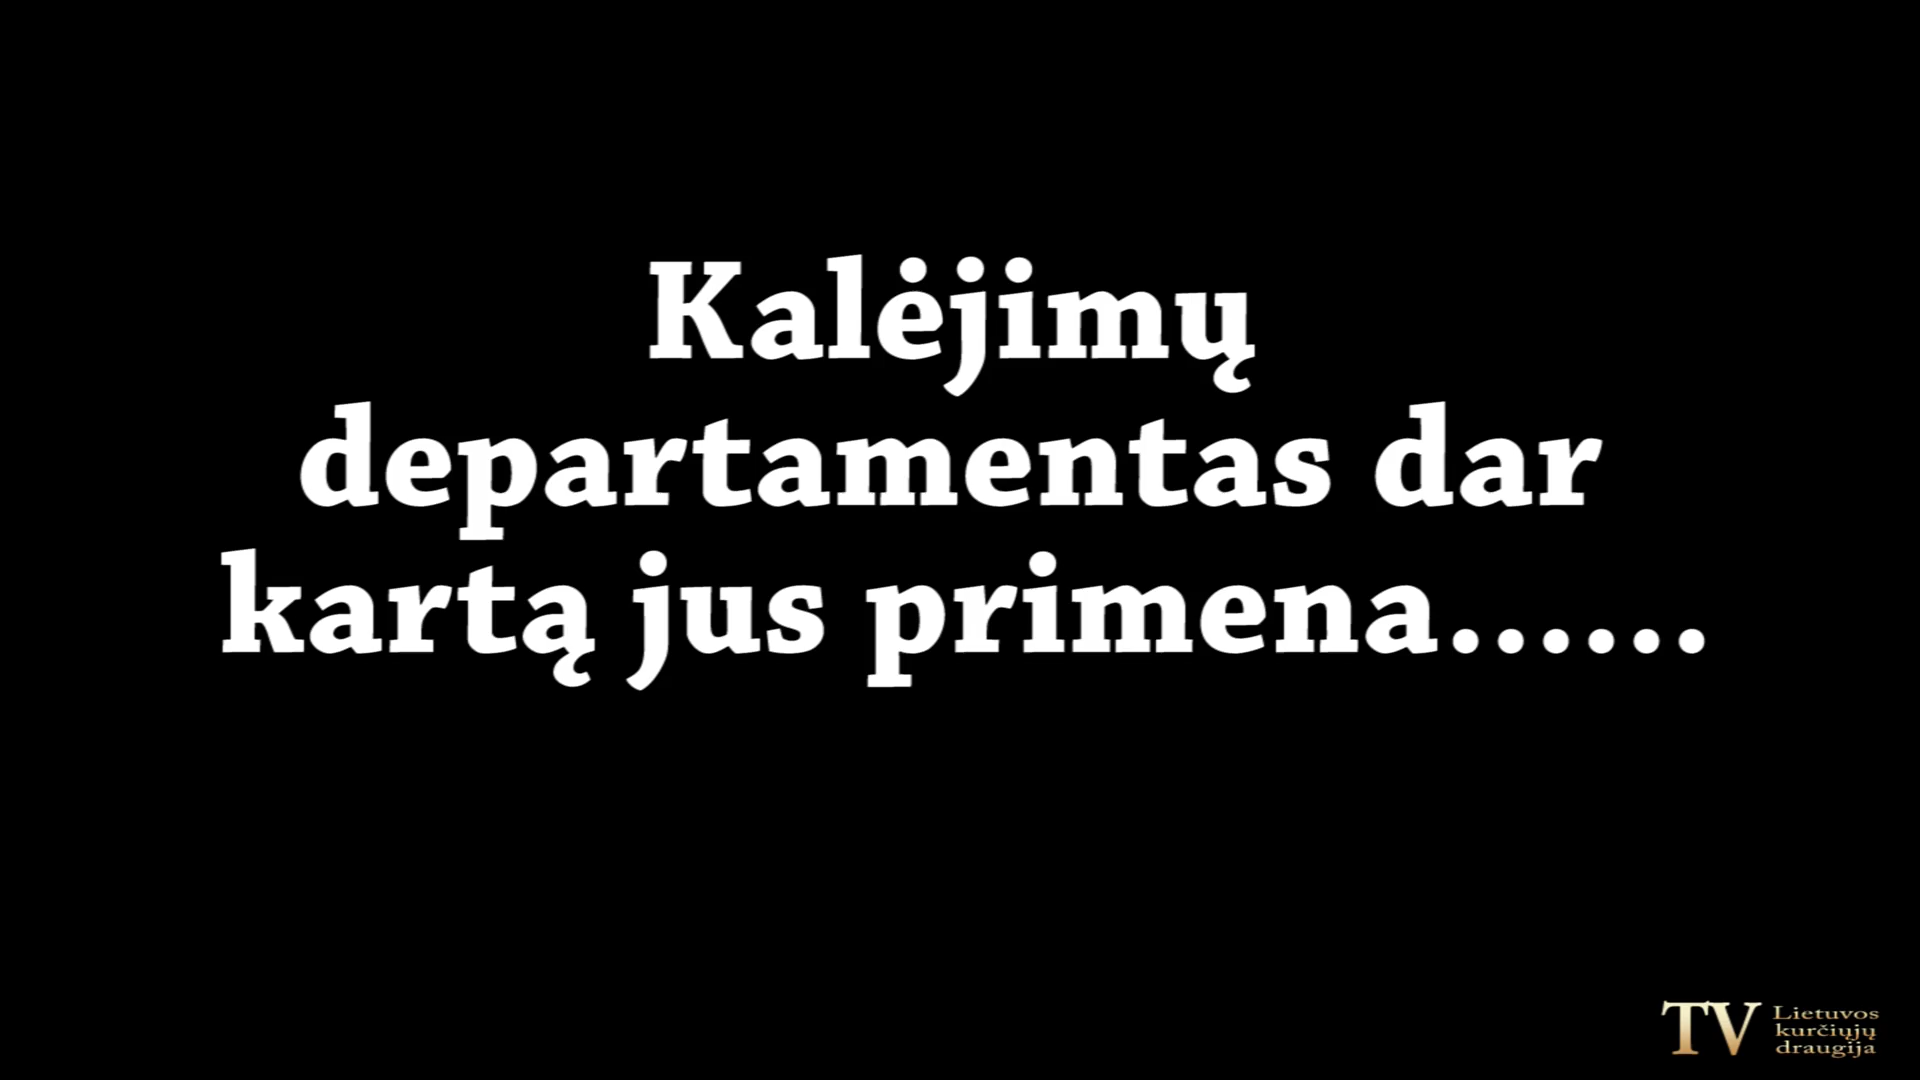 Kalėjimų
departamentas dar
kartą jus primena......
TV Lietuvos
kurčiųjų
draugija